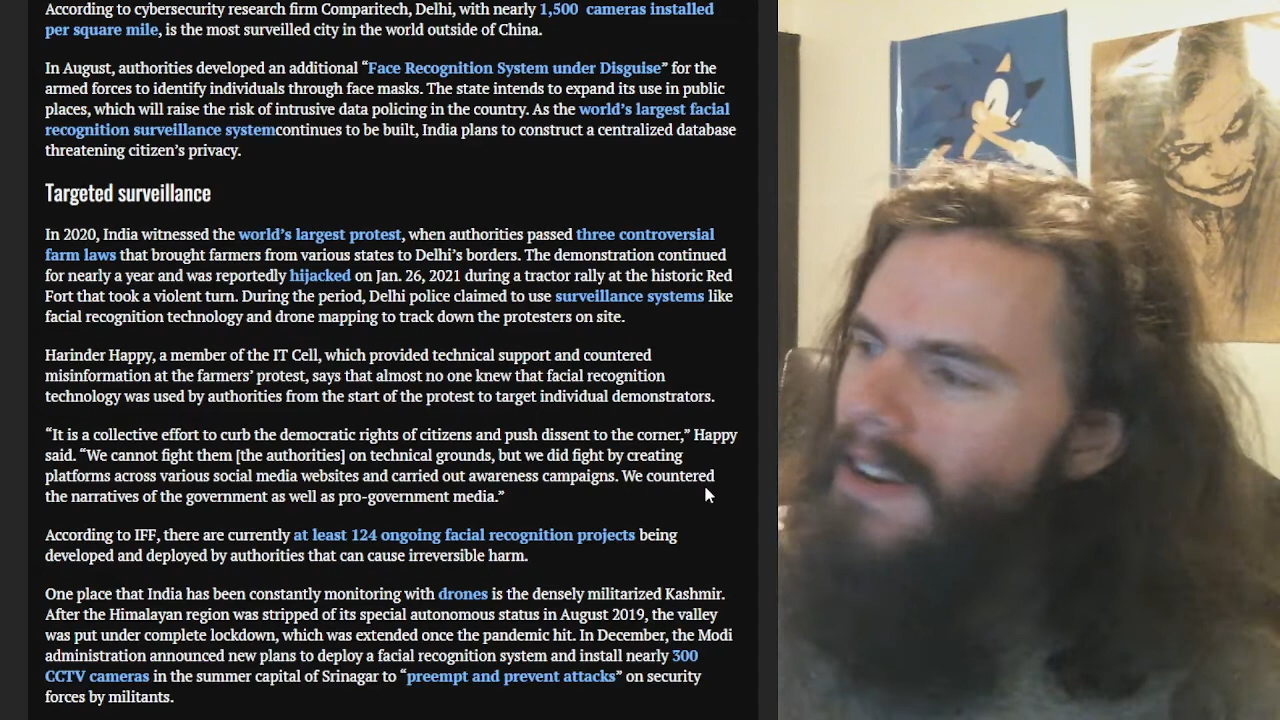 According to cybersecurity research firm Comparitech, Delhi, with nearly 1,500 cameras installed
per square mile, is the most surveilled city in the world outside of China.
In August, authorities developed an additional “Face Recognition System under Disguise” for the
armed forces to identify individuals through face masks. The state intends to expand its use in public
places, which will raise the risk of intrusive data policing in the country. As the world’s largest facial
recognition surveillance systemcontinues to be built, India plans to construct a centralized database
threatening citizen’s privacy.
Targeted surveillance
In 2020, India witnessed the world’s largest protest, when authorities passed three controversial
farm laws that brought farmers from various states to Delhi’s borders. The demonstration continued
for nearly a year and was reportedly hijacked on Jan. 26, 2021 during a tractor rally at the historic Red
Fort that took a violent turn. During the period, Delhi police claimed to use surveillance systems like
facial recognition technology and drone mapping to track down the protesters on site.
Harinder Happy, a member of the IT Cell, which provided technical support and countered
misinformation at the farmers’ protest, says that almost no one knew that facial recognition
technology was used by authorities from the start of the protest to target individual demonstrators.
“It is a collective effort to curb the democratic rights of citizens and push dissent to the corner,” Happy
said. “We cannot fight them [the authorities] on technical grounds, but we did fight by creating
platforms across various social media websites and carried out awareness campaigns. We countered
the narratives of the government as well as pro-government media.”
According to IFF, there are currently at least 124 ongoing facial recognition projects being
developed and deployed by authorities that can cause irreversible harm.
One place that India has been constantly monitoring with drones is the densely militarized Kashmir.
After the Himalayan region was stripped of its special autonomous status in August 2019, the valley
was put under complete lockdown, which was extended once the pandemic hit. In December, the Modi
administration announced new plans to deploy a facial recognition system and install nearly 300
CCTV cameras in the summer capital of Srinagar to “preempt and prevent attacks” on security
forces by militants.